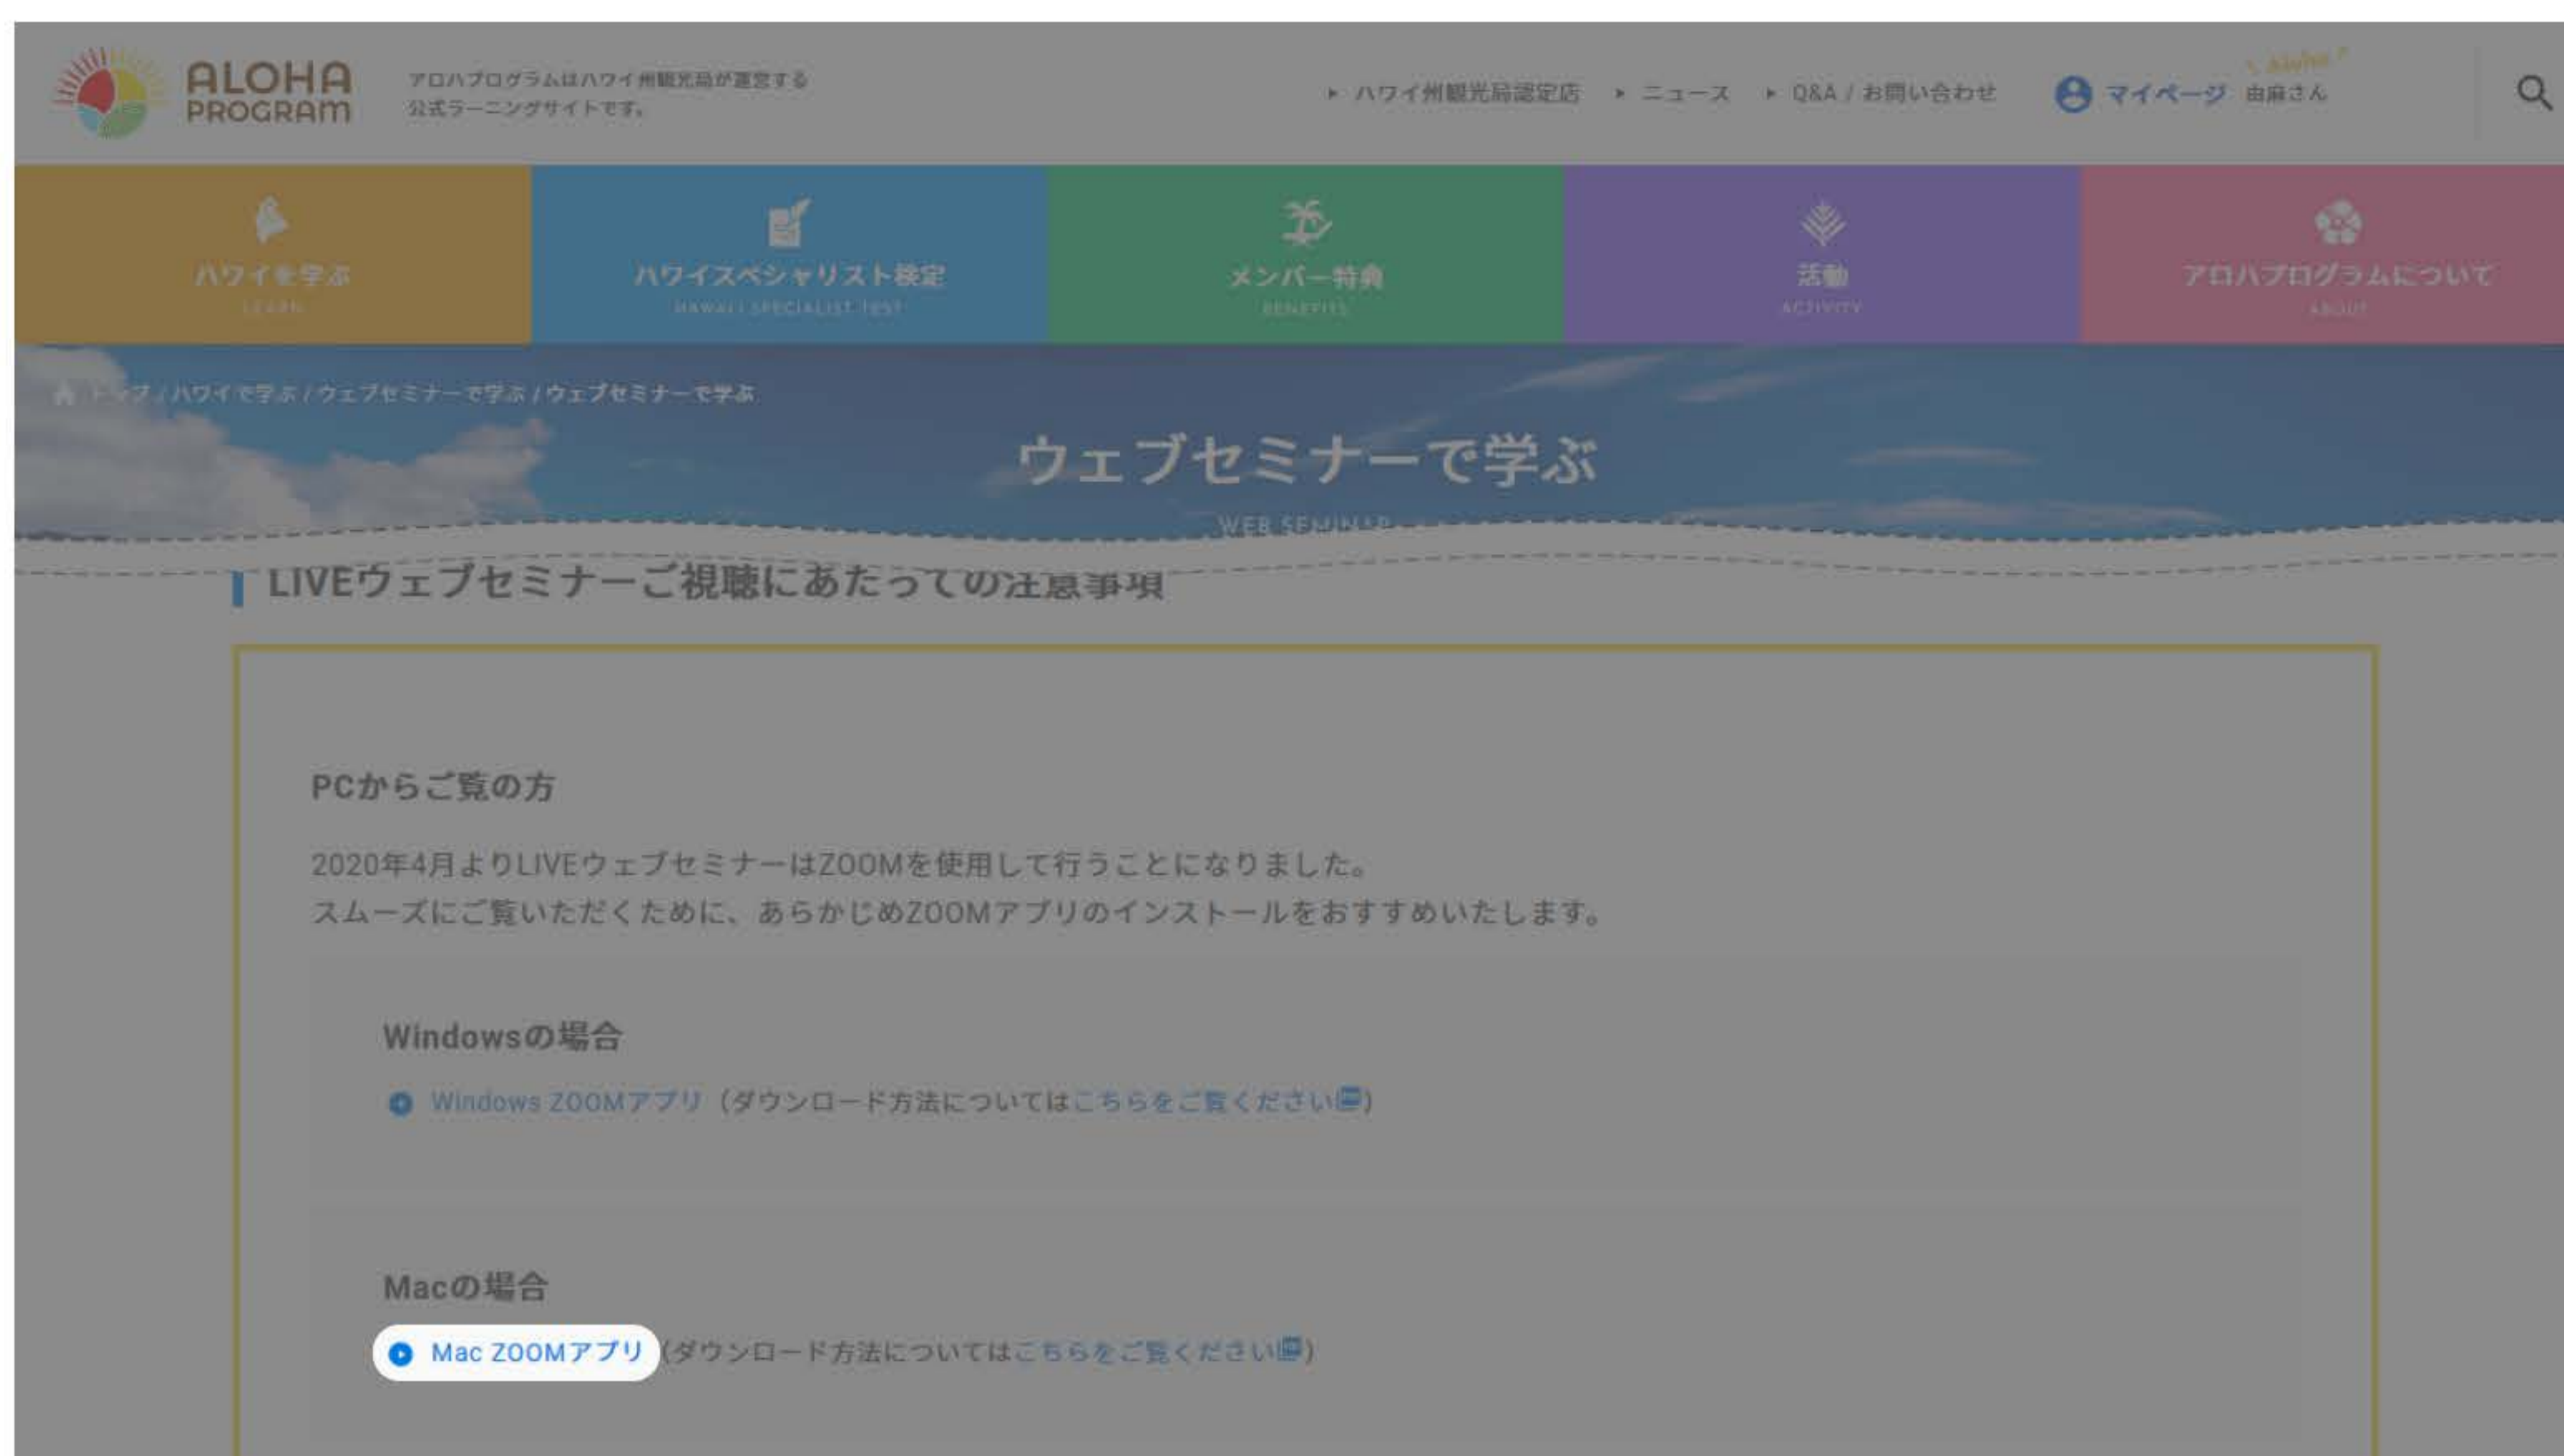 ALOHA
PROGRAM
アロハプログラムはハワイ州観光局が運営する
公式ラーニングサイトです。
ハワイ州観光局認定店
ニュース
Q&A / お問い合わせ
マイページ
Aloha
由麻さん
ハワイを学ぶ
LEARN
ハワイスペシャリスト検定
HAWAII SPECIALIST TEST
メンバー特典
BENEFITS
活動
ACTIVITY
アロハプログラムについて
ABOUT
トップ / ハワイで学ぶ / ウェブセミナーで学ぶ / ウェブセミナーで学ぶ
ウェブセミナーで学ぶ
WEB SEMINAR
LIVEウェブセミナーご視聴にあたっての注意事項
PCからご覧の方
2020年4月よりLIVEウェブセミナーはZOOMを使用して行うことになりました。
スムーズにご覧いただくために、あらかじめZOOMアプリのインストールをおすすめいたします。
Windowsの場合
Windows ZOOMアプリ（ダウンロード方法についてはこちらをご覧ください)
Macの場合
Mac ZOOMアプリ（ダウンロード方法についてはこちらをご覧ください)